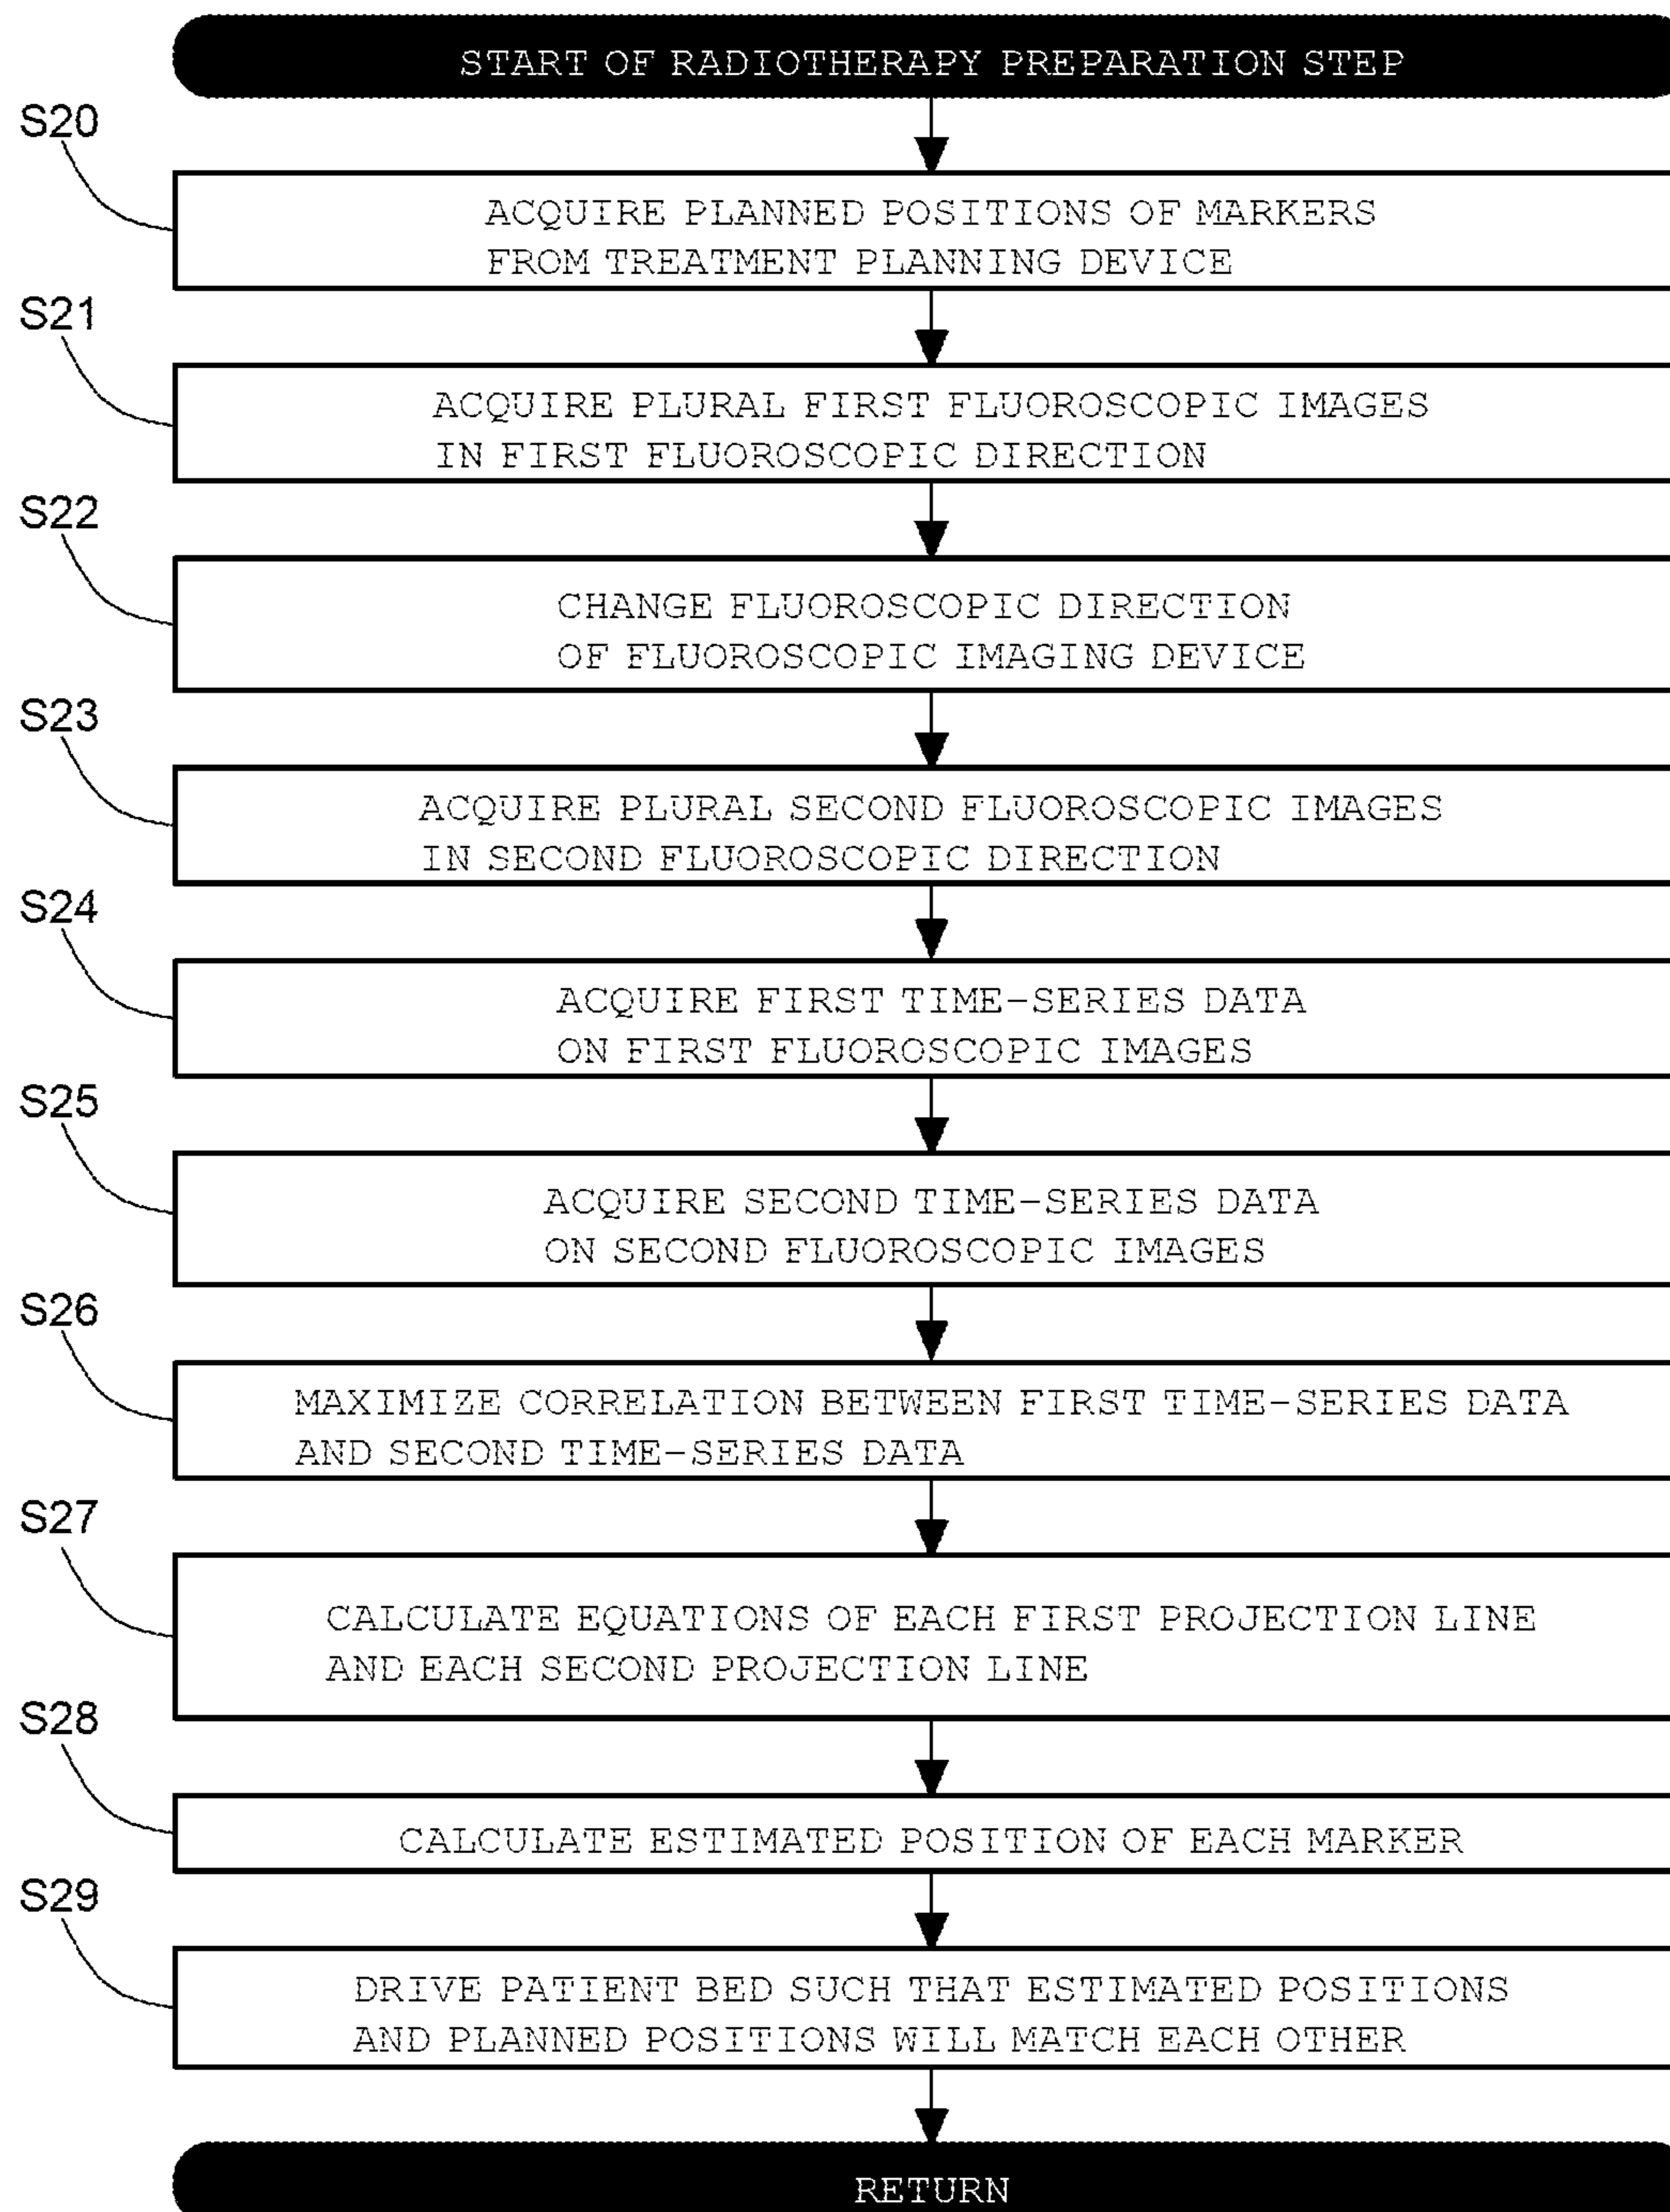 START OF RADIOTHERAPY PREPARATION STEP
S20
ACQUIRE PLANNED POSITIONS OF MARKERS
FROM TREATMENT PLANNING DEVICE
S21
ACQUIRE PLURAL FIRST FLUOROSCOPIC IMAGES
IN FIRST FLUOROSCOPIC DIRECTION
S22
CHANGE FLUOROSCOPIC DIRECTION
OF FLUOROSCOPIC IMAGING DEVICE
S23
ACQUIRE PLURAL SECOND FLUOROSCOPIC IMAGES
IN SECOND FLUOROSCOPIC DIRECTION
S24
ACQUIRE FIRST TIME-SERIES DATA
ON FIRST FLUOROSCOPIC IMAGES
S25
ACQUIRE SECOND TIME-SERIES DATA
ON SECOND FLUOROSCOPIC IMAGES
S26
MAXIMIZE CORRELATION BETWEEN FIRST TIME-SERIES DATA
AND SECOND TIME-SERIES DATA
S27
CALCULATE EQUATIONS OF EACH FIRST PROJECTION LINE
AND EACH SECOND PROJECTION LINE
S28
CALCULATE ESTIMATED POSITION OF EACH MARKER
S29
DRIVE PATIENT BED SUCH THAT ESTIMATED POSITIONS
AND PLANNED POSITIONS WILL MATCH EACH OTHER
RETURN